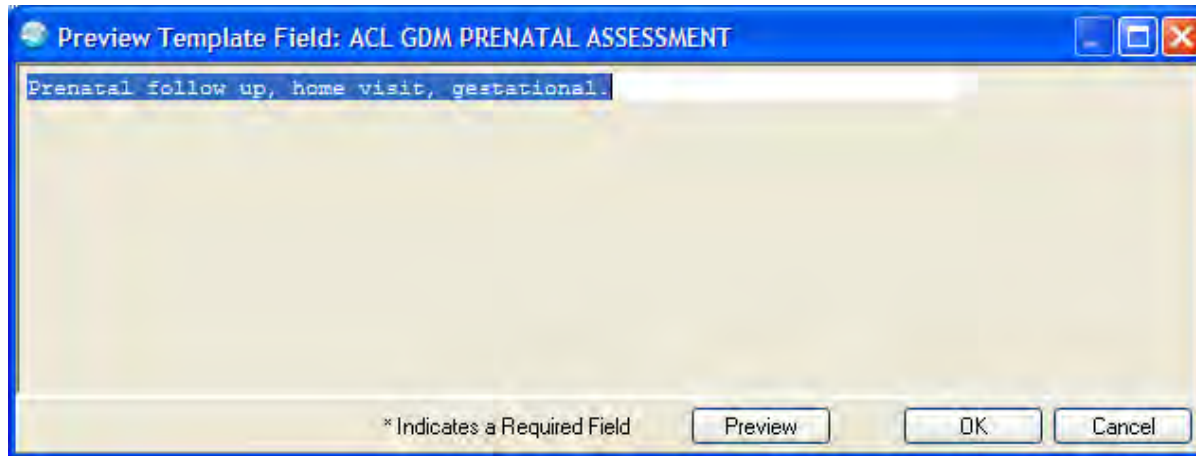 Preview Template Field: ACL GDM PRENATAL ASSESSMENT
Prenatal follow up, home visit, gestational.
* Indicates a Required Field Preview OK Cancel